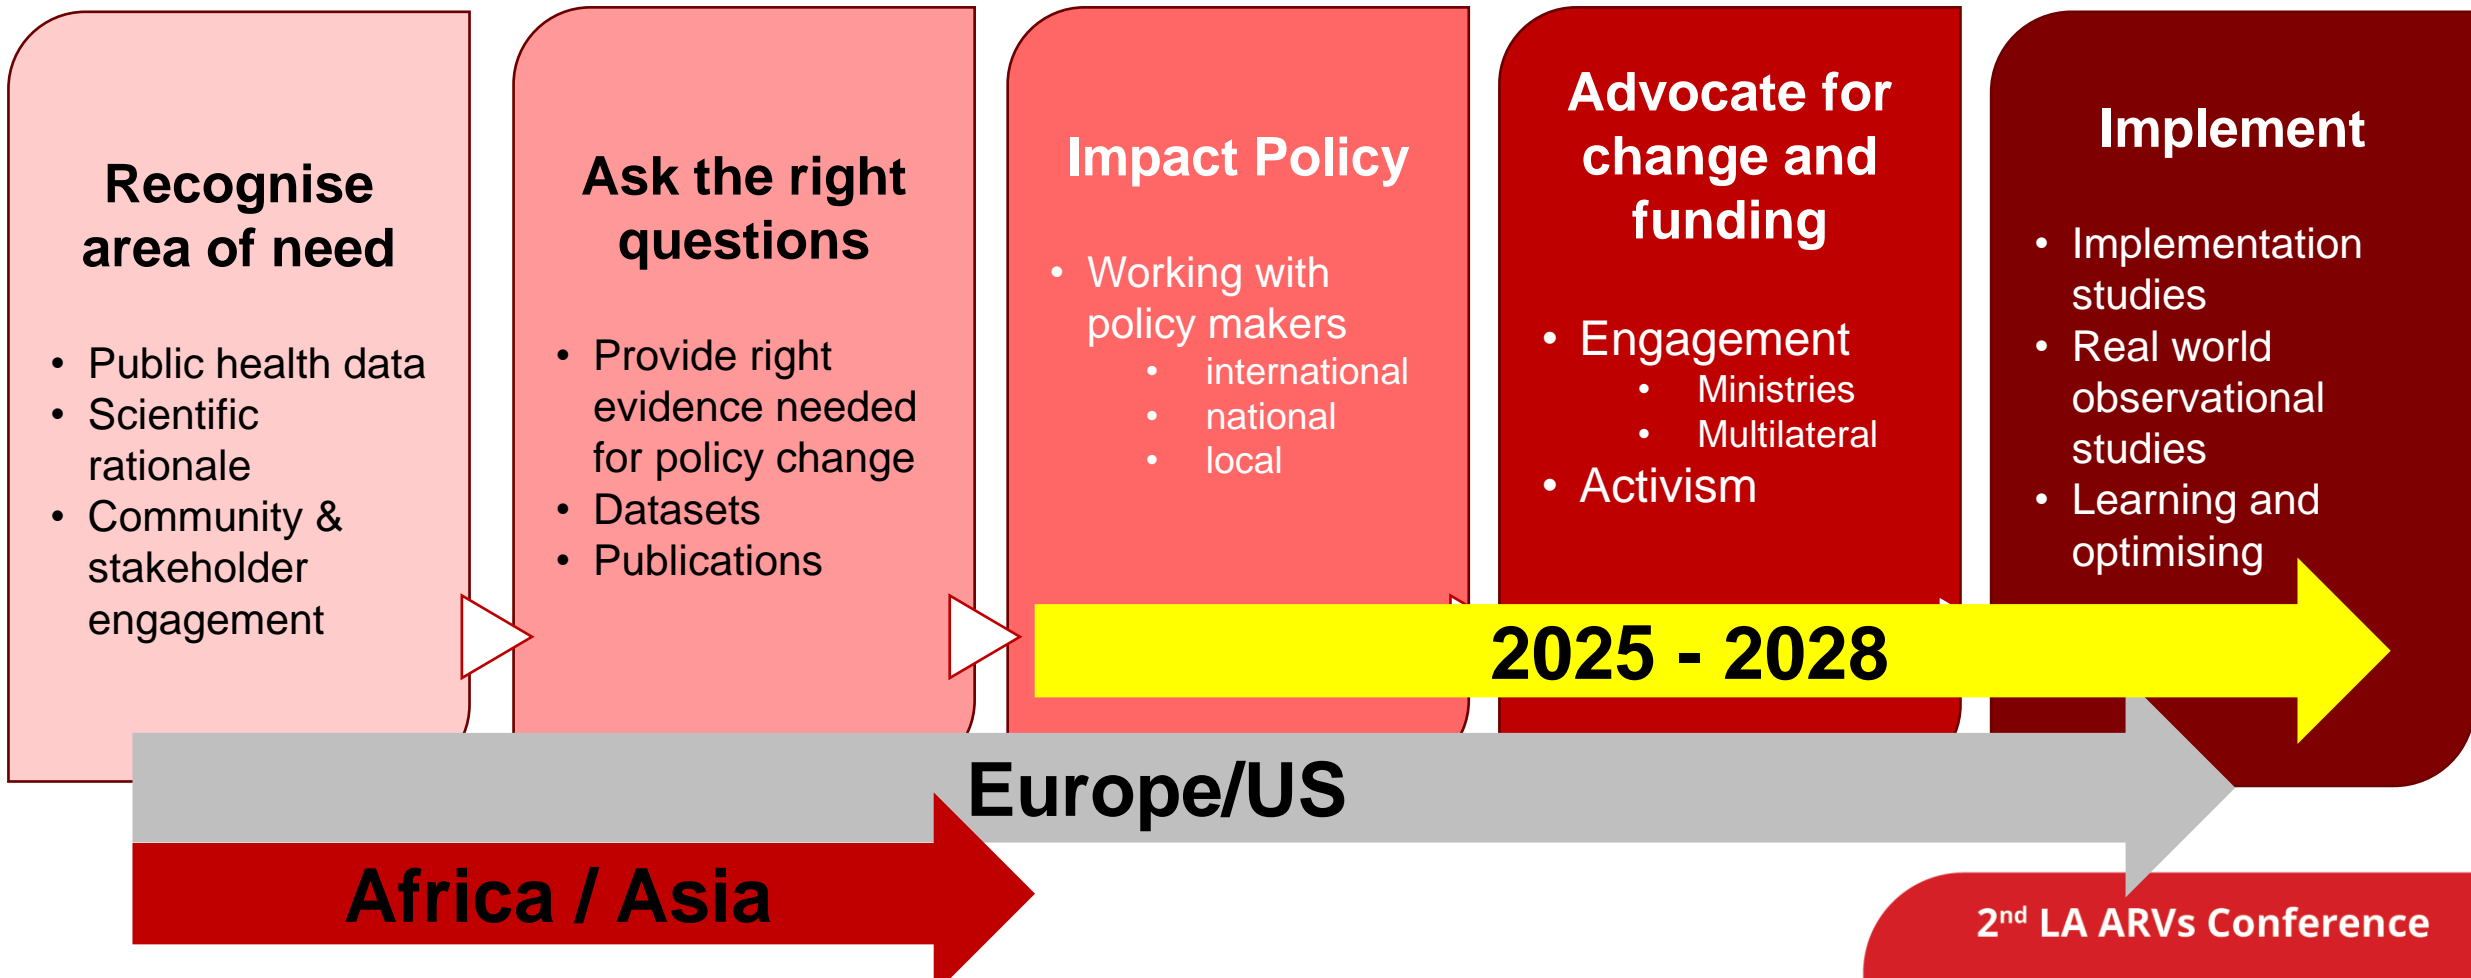 Recognise
area of need
• Public health data
• Scientific
rationale
• Community &
stakeholder
engagement
Ask the right
questions
• Provide right
evidence needed
for policy change
• Datasets
• Publications
Impact Policy
• Working with
policy makers
• international
• national
• local
Advocate for
change and
funding
• Engagement
• Ministries
• Multilateral
• Activism
Implement
• Implementation
studies
• Real world
observational
studies
• Learning and
optimising
2025 - 2028
Europe/US
Africa / Asia
2nd LA ARVs Conference